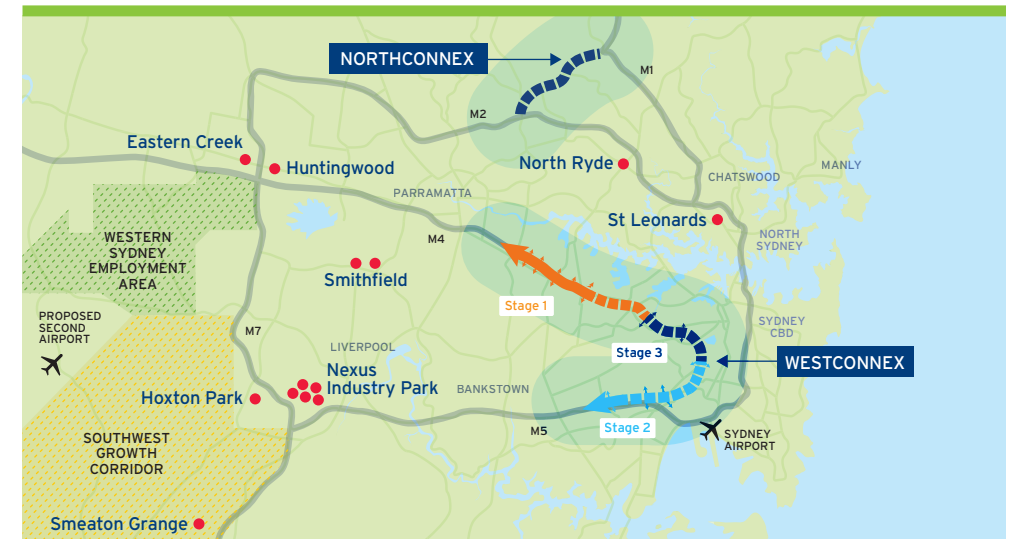 NORTHCONNEX
M1
M2
Eastern Creek
Huntingwood
North Ryde
MANLY
CHATSWOOD
PARRAMATTA
St Leonards
M4
NORTH
SYDNEY
WESTERN
SYDNEY
EMPLOYMENT
AREA
Smithfield
Stage 1
PROPOSED
SECOND
AIRPORT
M7
SYDNEY
CBD
LIVERPOOL
Stage 3
WESTCONNEX
Nexus
Industry Park
BANKSTOWN
Hoxton Park
Stage 2
M5
SYDNEY
AIRPORT
SOUTHWEST
GROWTH
CORRIDOR
Smeaton Grange